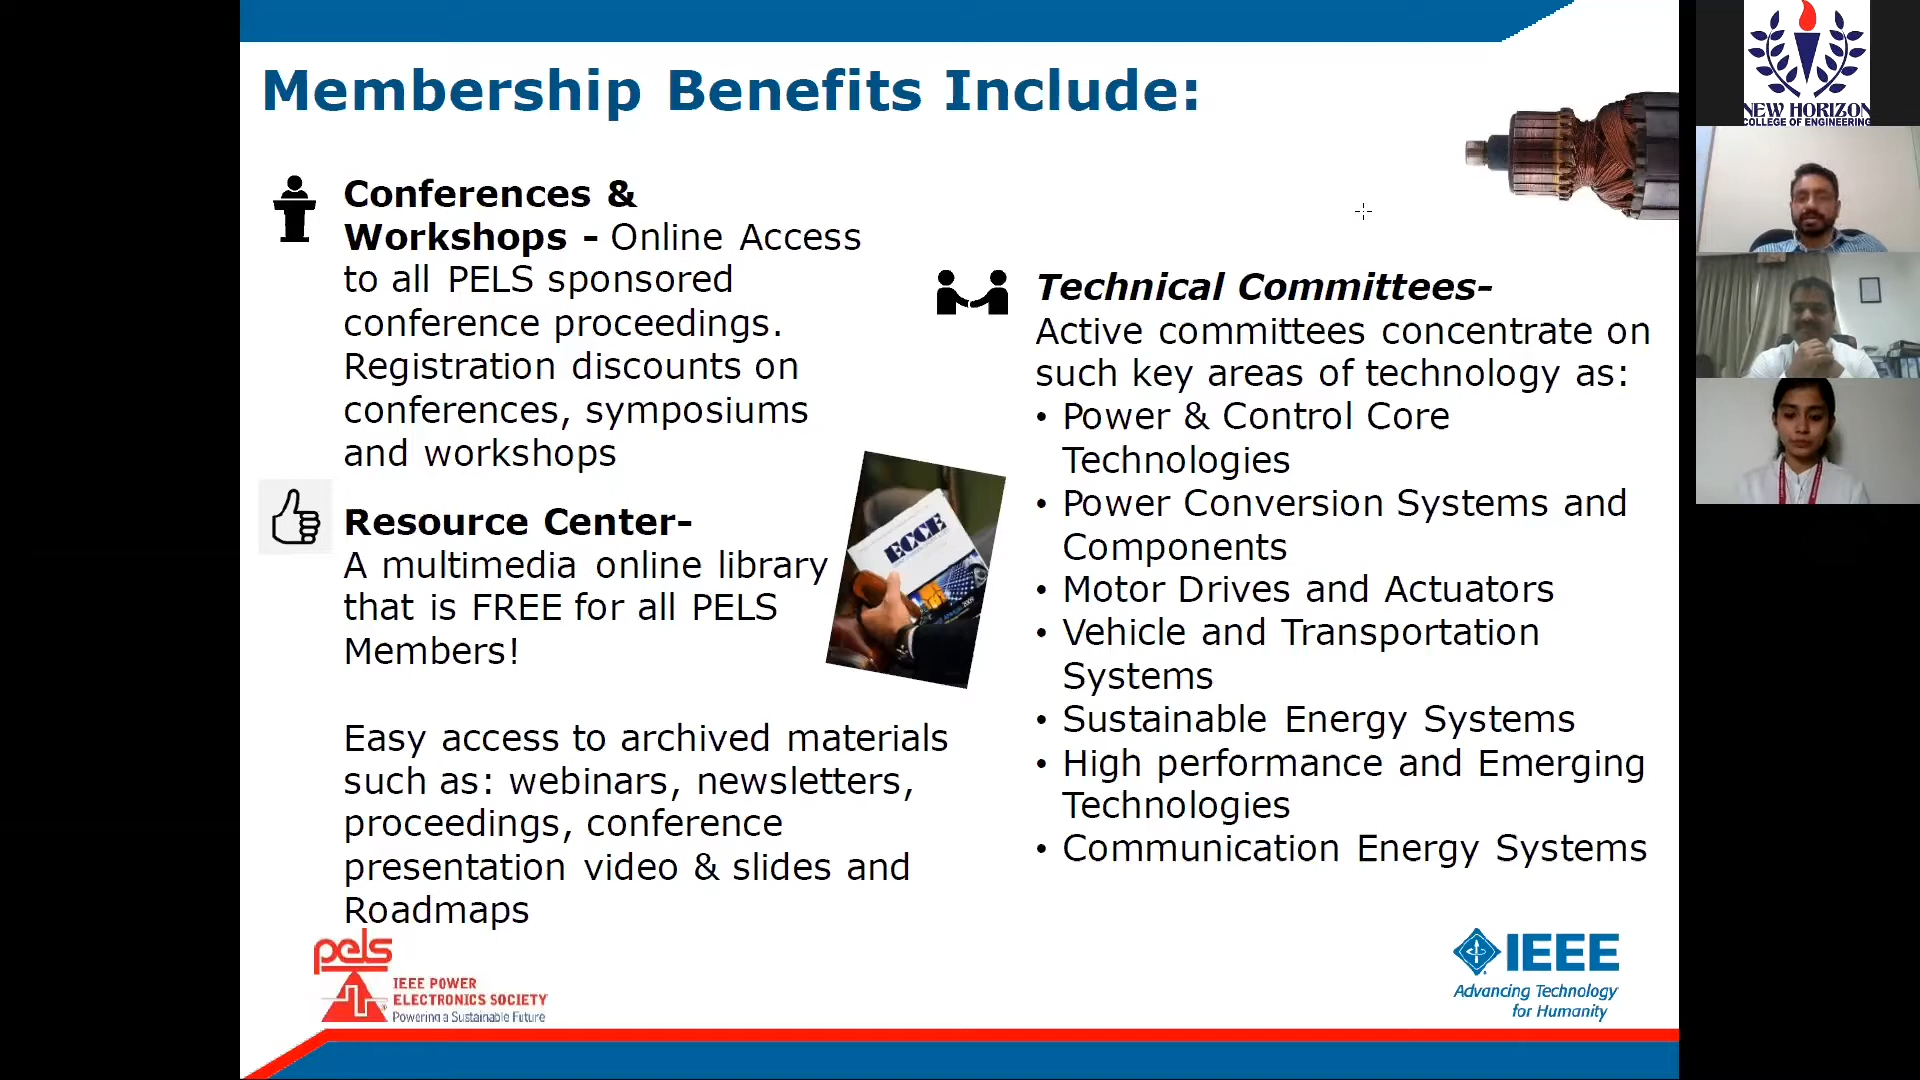 Membership Benefits Include:
Conferences &
Workshops - Online Access
to all PELS sponsored
conference proceedings.
Registration discounts on
conferences, symposiums
and workshops
Resource Center-
A multimedia online library
that is FREE for all PELS
Members!
Easy access to archived materials
such as: webinars, newsletters,
proceedings, conference
presentation video & slides and
Roadmaps
ECCE
2009
Technical Committees-
Active committees concentrate on
such key areas of technology as:
• Power & Control Core
Technologies
• Power Conversion Systems and
Components
• Motor Drives and Actuators
• Vehicle and Transportation
Systems
• Sustainable Energy Systems
• High performance and Emerging
Technologies
• Communication Energy Systems
pels
IEEE POWER
ELECTRONICS SOCIETY
Powering a Sustainable Future
IEEE
Advancing Technology
for Humanity
NEW HORIZON
COLLEGE OF ENGINEERING